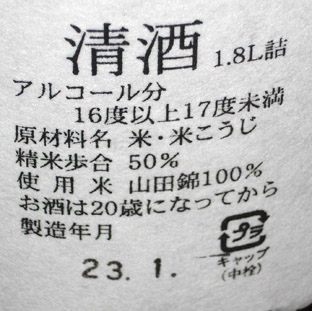 清酒 1.8L詰
アルコール分
16度以上17度未満
原材料名 米・米こうじ
精米歩合 50%
使用米 山田錦100%
お酒は20歳になってから
製造年月
プラ
23.1.
キャップ
(中栓)